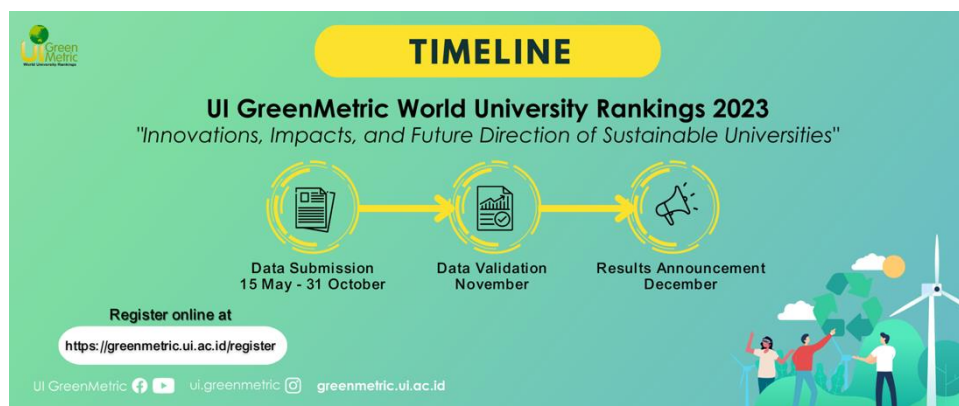 UI Green
Metric
World University Rankings
TIMELINE
UI GreenMetric World University Rankings 2023
"Innovations, Impacts, and Future Direction of Sustainable Universities"
Data Submission
15 May - 31 October
Data Validation
November
Results Announcement
December
Register online at
https://greenmetric.ui.ac.id/register
UI GreenMetric ui.greenmetric greenmetric.ui.ac.id